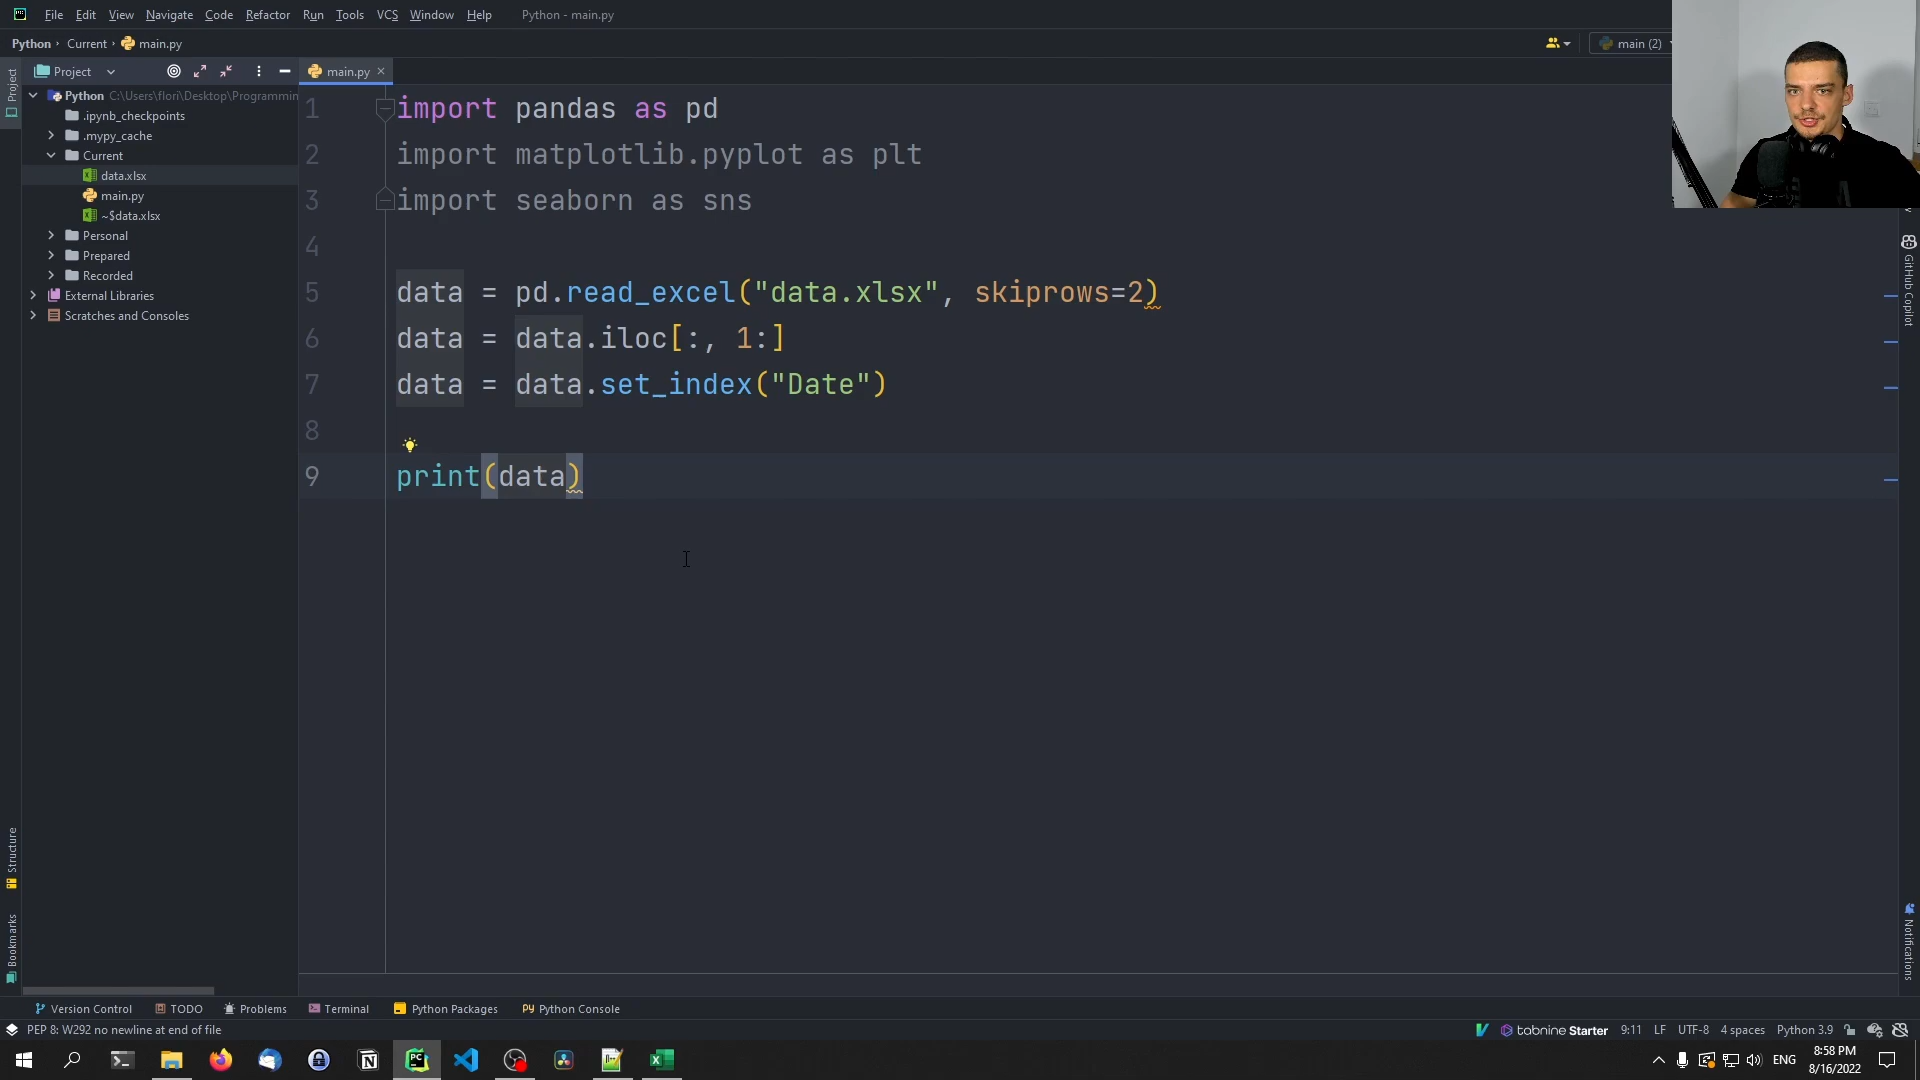 File Edit View Navigate Code Refactor Run Tools VCS Window Help Python - main.py
Python Current main.py
main (2)
Project
main.py
Project
Python C:\Users\flori\Desktop\Programmin
.ipynb_checkpoints
.mypy_cache
Current
data.xlsx
main.py
~$data.xlsx
Personal
Prepared
Recorded
External Libraries
Scratches and Consoles
1 import pandas as pd
2 import matplotlib.pyplot as plt
3 import seaborn as sns
4
5 data = pd.read_excel("data.xlsx", skiprows=2)
6 data = data.iloc[:, 1:]
7 data = data.set_index("Date")
8
9 print(data)
GitHub Copilot
Notifications
Structure
Bookmarks
Version Control TODO Problems Terminal Python Packages Python Console
PEP 8: W292 no newline at end of file
tabnine Starter 9:11 LF UTF-8 4 spaces Python 3.9
ENG
8:58 PM
8/16/2022